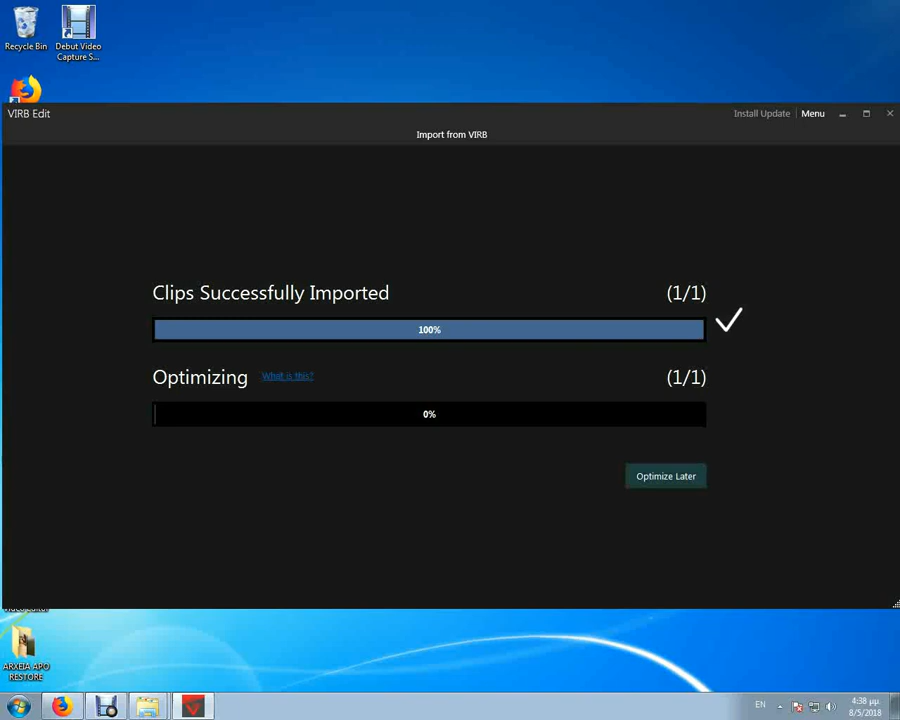 Recycle Bin
Debut Video
Capture S...
VIRB Edit
Install Update
Menu
Import from VIRB
Clips Successfully Imported
(1/1)
100%
Optimizing
What is this?
(1/1)
0%
Optimize Later
ARXEIA APO
RESTORE
EN
4:38 μμ
8/5/2018